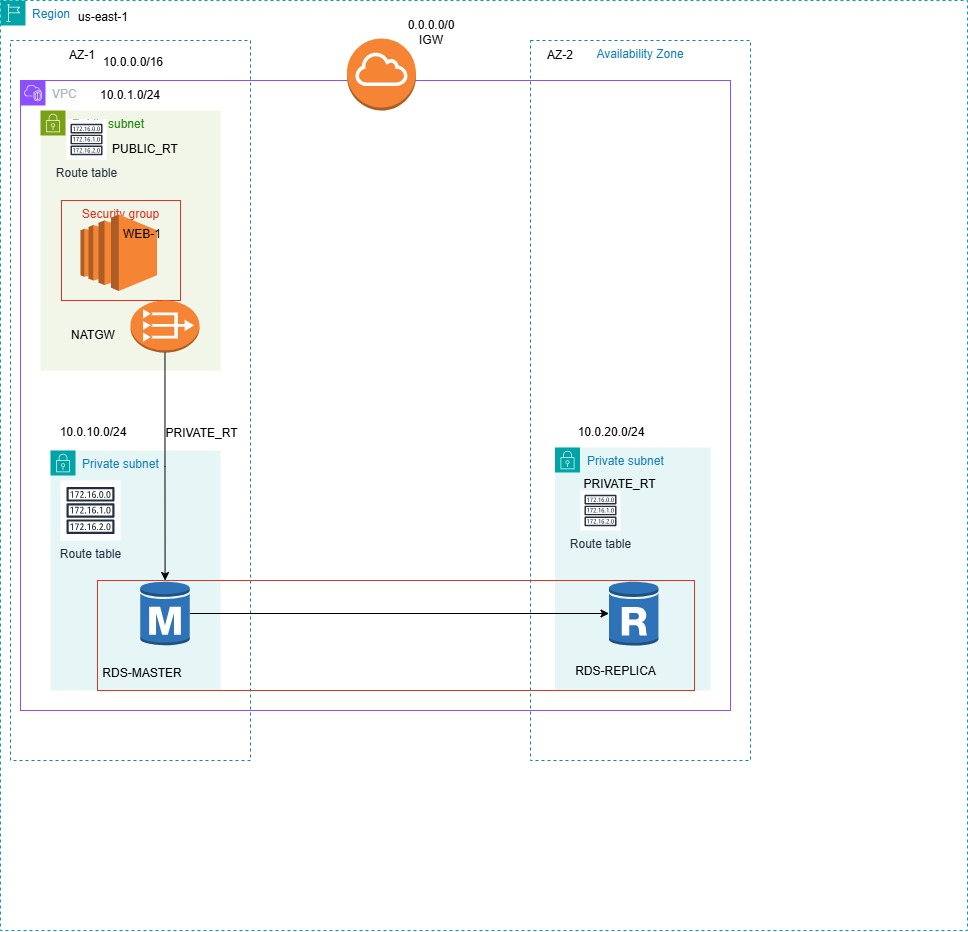 Region us-east-1
0.0.0.0/0
IGW
AZ-1
10.0.0.0/16
AZ-2 Availability Zone
VPC 10.0.1.0/24
subnet
172.16.0.0
172.16.1.0
172.16.2.0
PUBLIC_RT
Route table
Security group
WEB-1
NATGW
10.0.10.0/24
PRIVATE_RT
10.0.20.0/24
Private subnet
172.16.0.0
172.16.1.0
172.16.2.0
Route table
Private subnet
PRIVATE_RT
172.16.0.0
172.16.1.0
172.16.2.0
Route table
M
RDS-MASTER
R
RDS-REPLICA